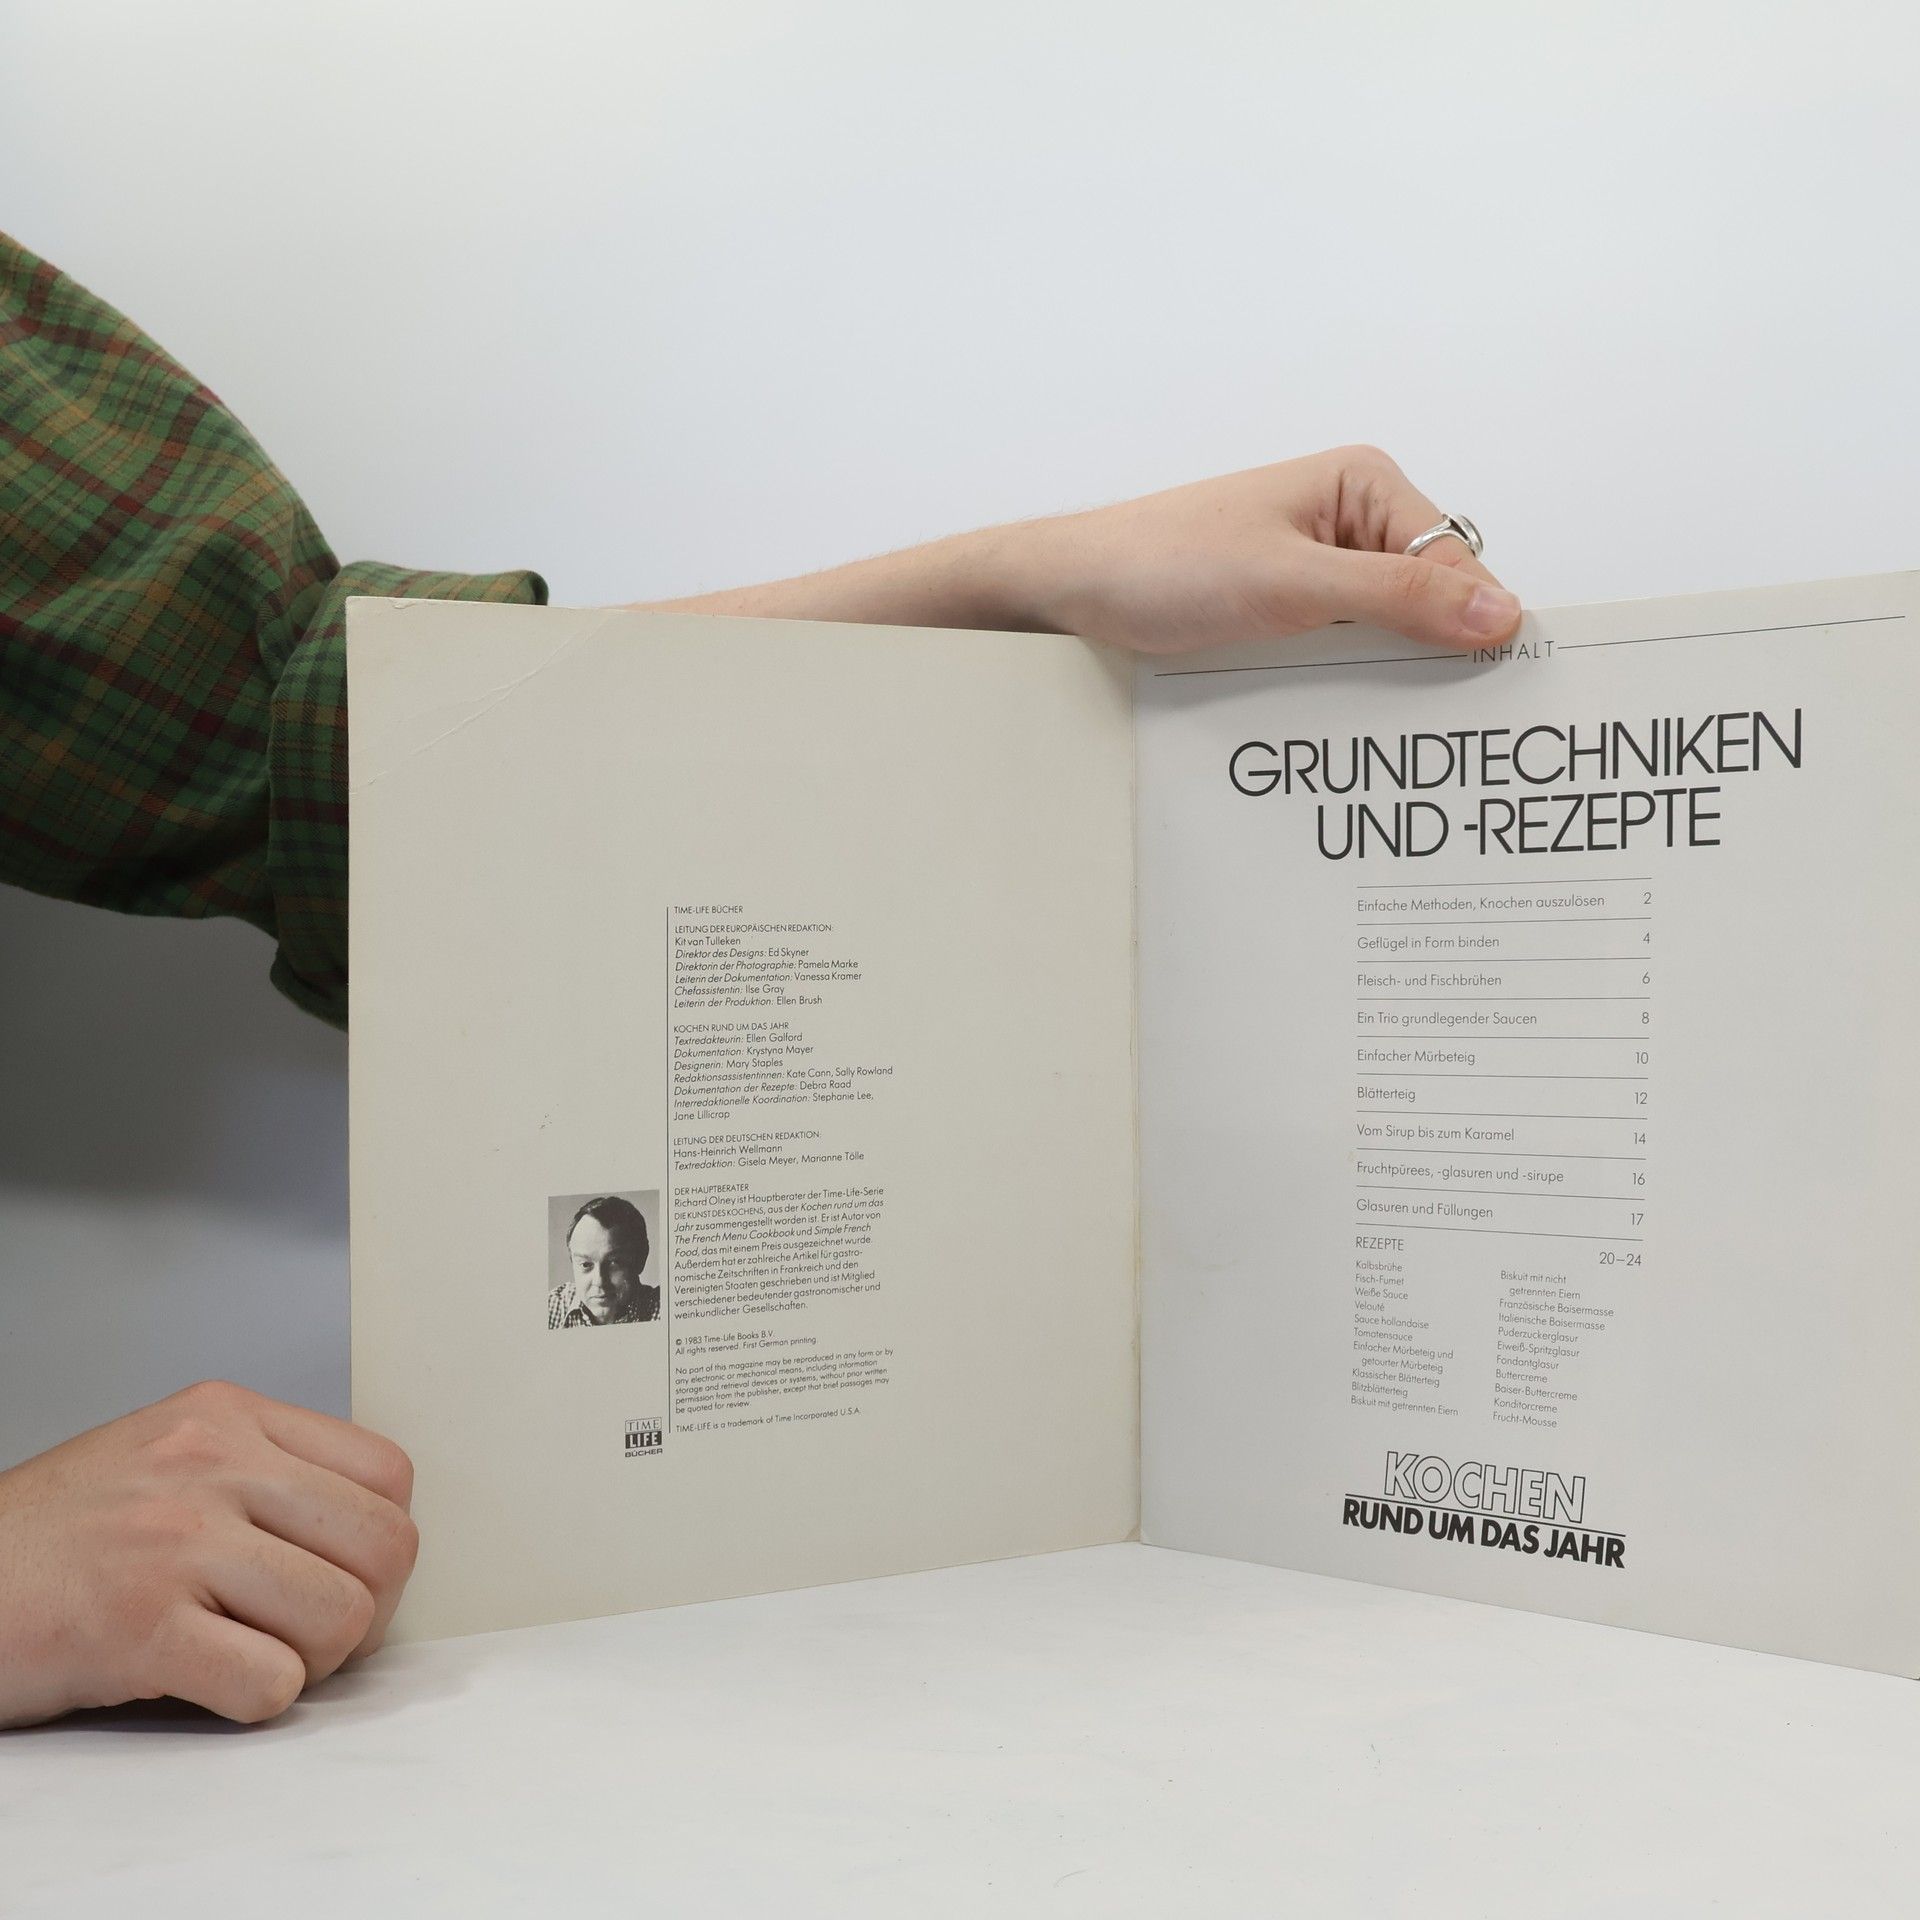 TIME-LIFE BÜCHER
LEITUNG DER EUROPÄISCHEN REDAKTION:
Kit van Tulleken
Direktor des Designs: Ed Skyner
Direktorin der Photographie: Pamela Marke
Leiterin der Dokumentation: Vanessa Kramer
Chefassistentin: Ilse Gray
Leiterin der Produktion: Ellen Brush
KOCHEN RUND UM DAS JAHR
Textredakteurin: Ellen Galford
Dokumentation: Krystyna Mayer
Designerin: Mary Staples
Redaktionsassistentinnen: Kate Cann, Sally Rowland
Dokumentation der Rezepte: Debra Raad
Interredaktionelle Koordination: Stephanie Lee,
Jane Lillicrap
LEITUNG DER DEUTSCHEN REDAKTION:
Hans-Heinrich Wellmann
Textredaktion: Gisela Meyer, Marianne Tölle
DER HAUPTBERATER
Richard Olney ist Hauptberater der Time-Life-Serie
DIE KUNST DES KOCHENS, aus der Kochen rund um das
Jahr zusammengestellt worden ist. Er ist Autor von
The French Menu Cookbook und Simple French
Food, das mit einem Preis ausgezeichnet wurde.
Außerdem hat er zahlreiche Artikel für gastro-
nomische Zeitschriften in Frankreich und den
Vereinigten Staaten geschrieben und ist Mitglied
verschiedener bedeutender gastronomischer und
weinkundlicher Gesellschaften.
© 1983 Time-Life Books B.V.
All rights reserved. First German printing.
No part of this magazine may be reproduced in any form or by
any electronic or mechanical means, including information
storage and retrieval devices or systems, without prior written
permission from the publisher, except that brief passages may
be quoted for review.
TIME-LIFE is a trademark of Time Incorporated U.S.A.
TIME
LIFE
BÜCHER
INHALT
GRUNDTECHNIKEN
UND -REZEPTE
Einfache Methoden, Knochen auszulösen 2
Geflügel in Form binden 4
Fleisch- und Fischbrühen 6
Ein Trio grundlegender Saucen 8
Einfacher Mürbeteig 10
Blätterteig 12
Vom Sirup bis zum Karamel 14
Fruchtpürees, -glasuren und -sirupe 16
Glasuren und Füllungen 17
REZEPTE 20–24
Kalbsbrühe
Fisch-Fumet
Weiße Sauce
Velouté
Sauce hollandaise
Tomatensauce
Einfacher Mürbeteig und
getourter Mürbeteig
Klassischer Blätterteig
Blitzblätterteig
Biskuit mit getrennten Eiern
Biskuit mit nicht
getrennten Eiern
Französische Baisermasse
Italienische Baisermasse
Puderzuckerglasur
Eiweiß-Spritzglasur
Fondantglasur
Buttercreme
Baiser-Buttercreme
Konditorcreme
Frucht-Mousse
KOCHEN
RUND UM DAS JAHR